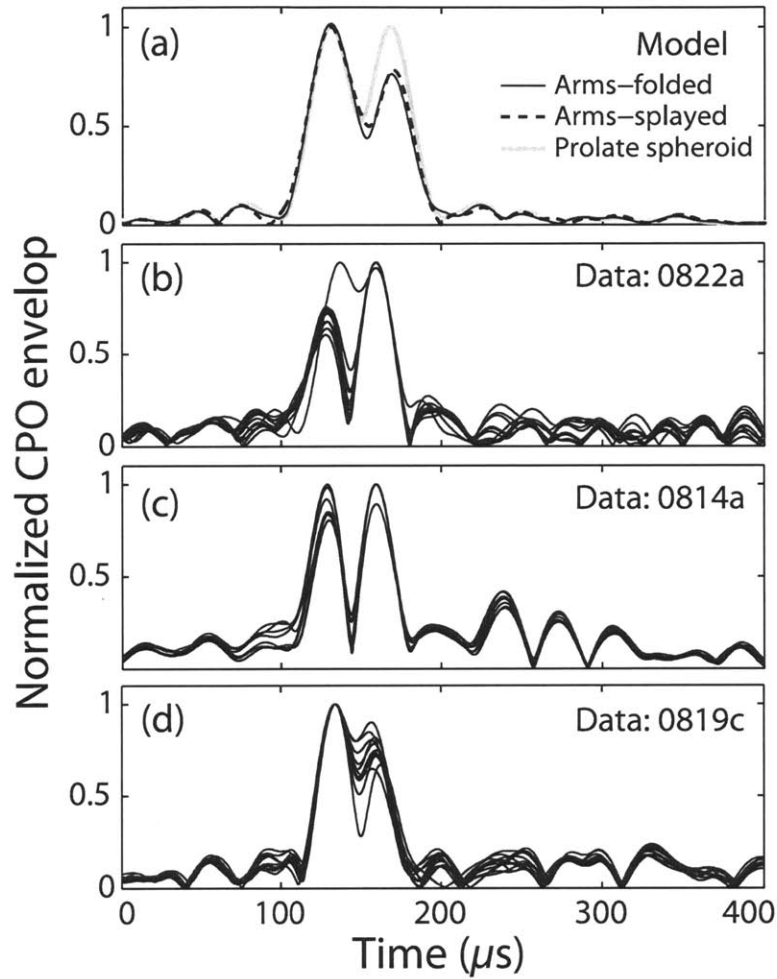 Normalized CPO envelop
1
0.5
0
(a)
Model
Arms-folded
Arms-splayed
Prolate spheroid
1
0.5
0
(b)
Data: 0822a
1
0.5
(c)
Data: 0814a
1
0.5
0
(d)
Data: 0819c
0 100 200 300 400
Time (μs)